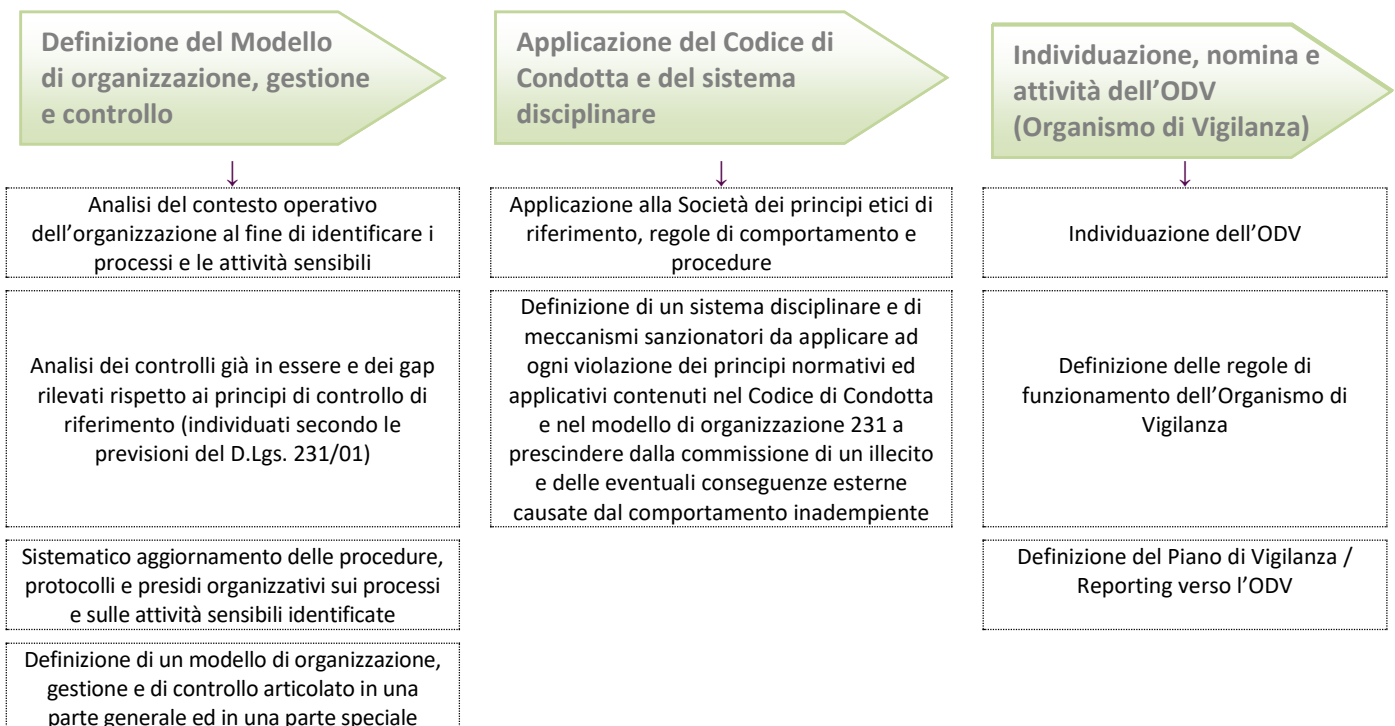 Definizione del Modello
di organizzazione, gestione
e controllo
↓
Analisi del contesto operativo
dell’organizzazione al fine di identificare i
processi e le attività sensibili
Analisi dei controlli già in essere e dei gap
rilevati rispetto ai principi di controllo di
riferimento (individuati secondo le
previsioni del D.Lgs. 231/01)
Sistematico aggiornamento delle procedure,
protocolli e presidi organizzativi sui processi
e sulle attività sensibili identificate
Definizione di un modello di organizzazione,
gestione e di controllo articolato in una
parte generale ed in una parte speciale
Applicazione del Codice di
Condotta e del sistema
disciplinare
↓
Applicazione alla Società dei principi etici di
riferimento, regole di comportamento e
procedure
Definizione di un sistema disciplinare e di
meccanismi sanzionatori da applicare ad
ogni violazione dei principi normativi ed
applicativi contenuti nel Codice di Condotta
e nel modello di organizzazione 231 a
prescindere dalla commissione di un illecito
e delle eventuali conseguenze esterne
causate dal comportamento inadempiente
Individuazione, nomina e
attività dell’ODV
(Organismo di Vigilanza)
↓
Individuazione dell’ODV
Definizione delle regole di
funzionamento dell’Organismo di
Vigilanza
Definizione del Piano di Vigilanza /
Reporting verso l’ODV